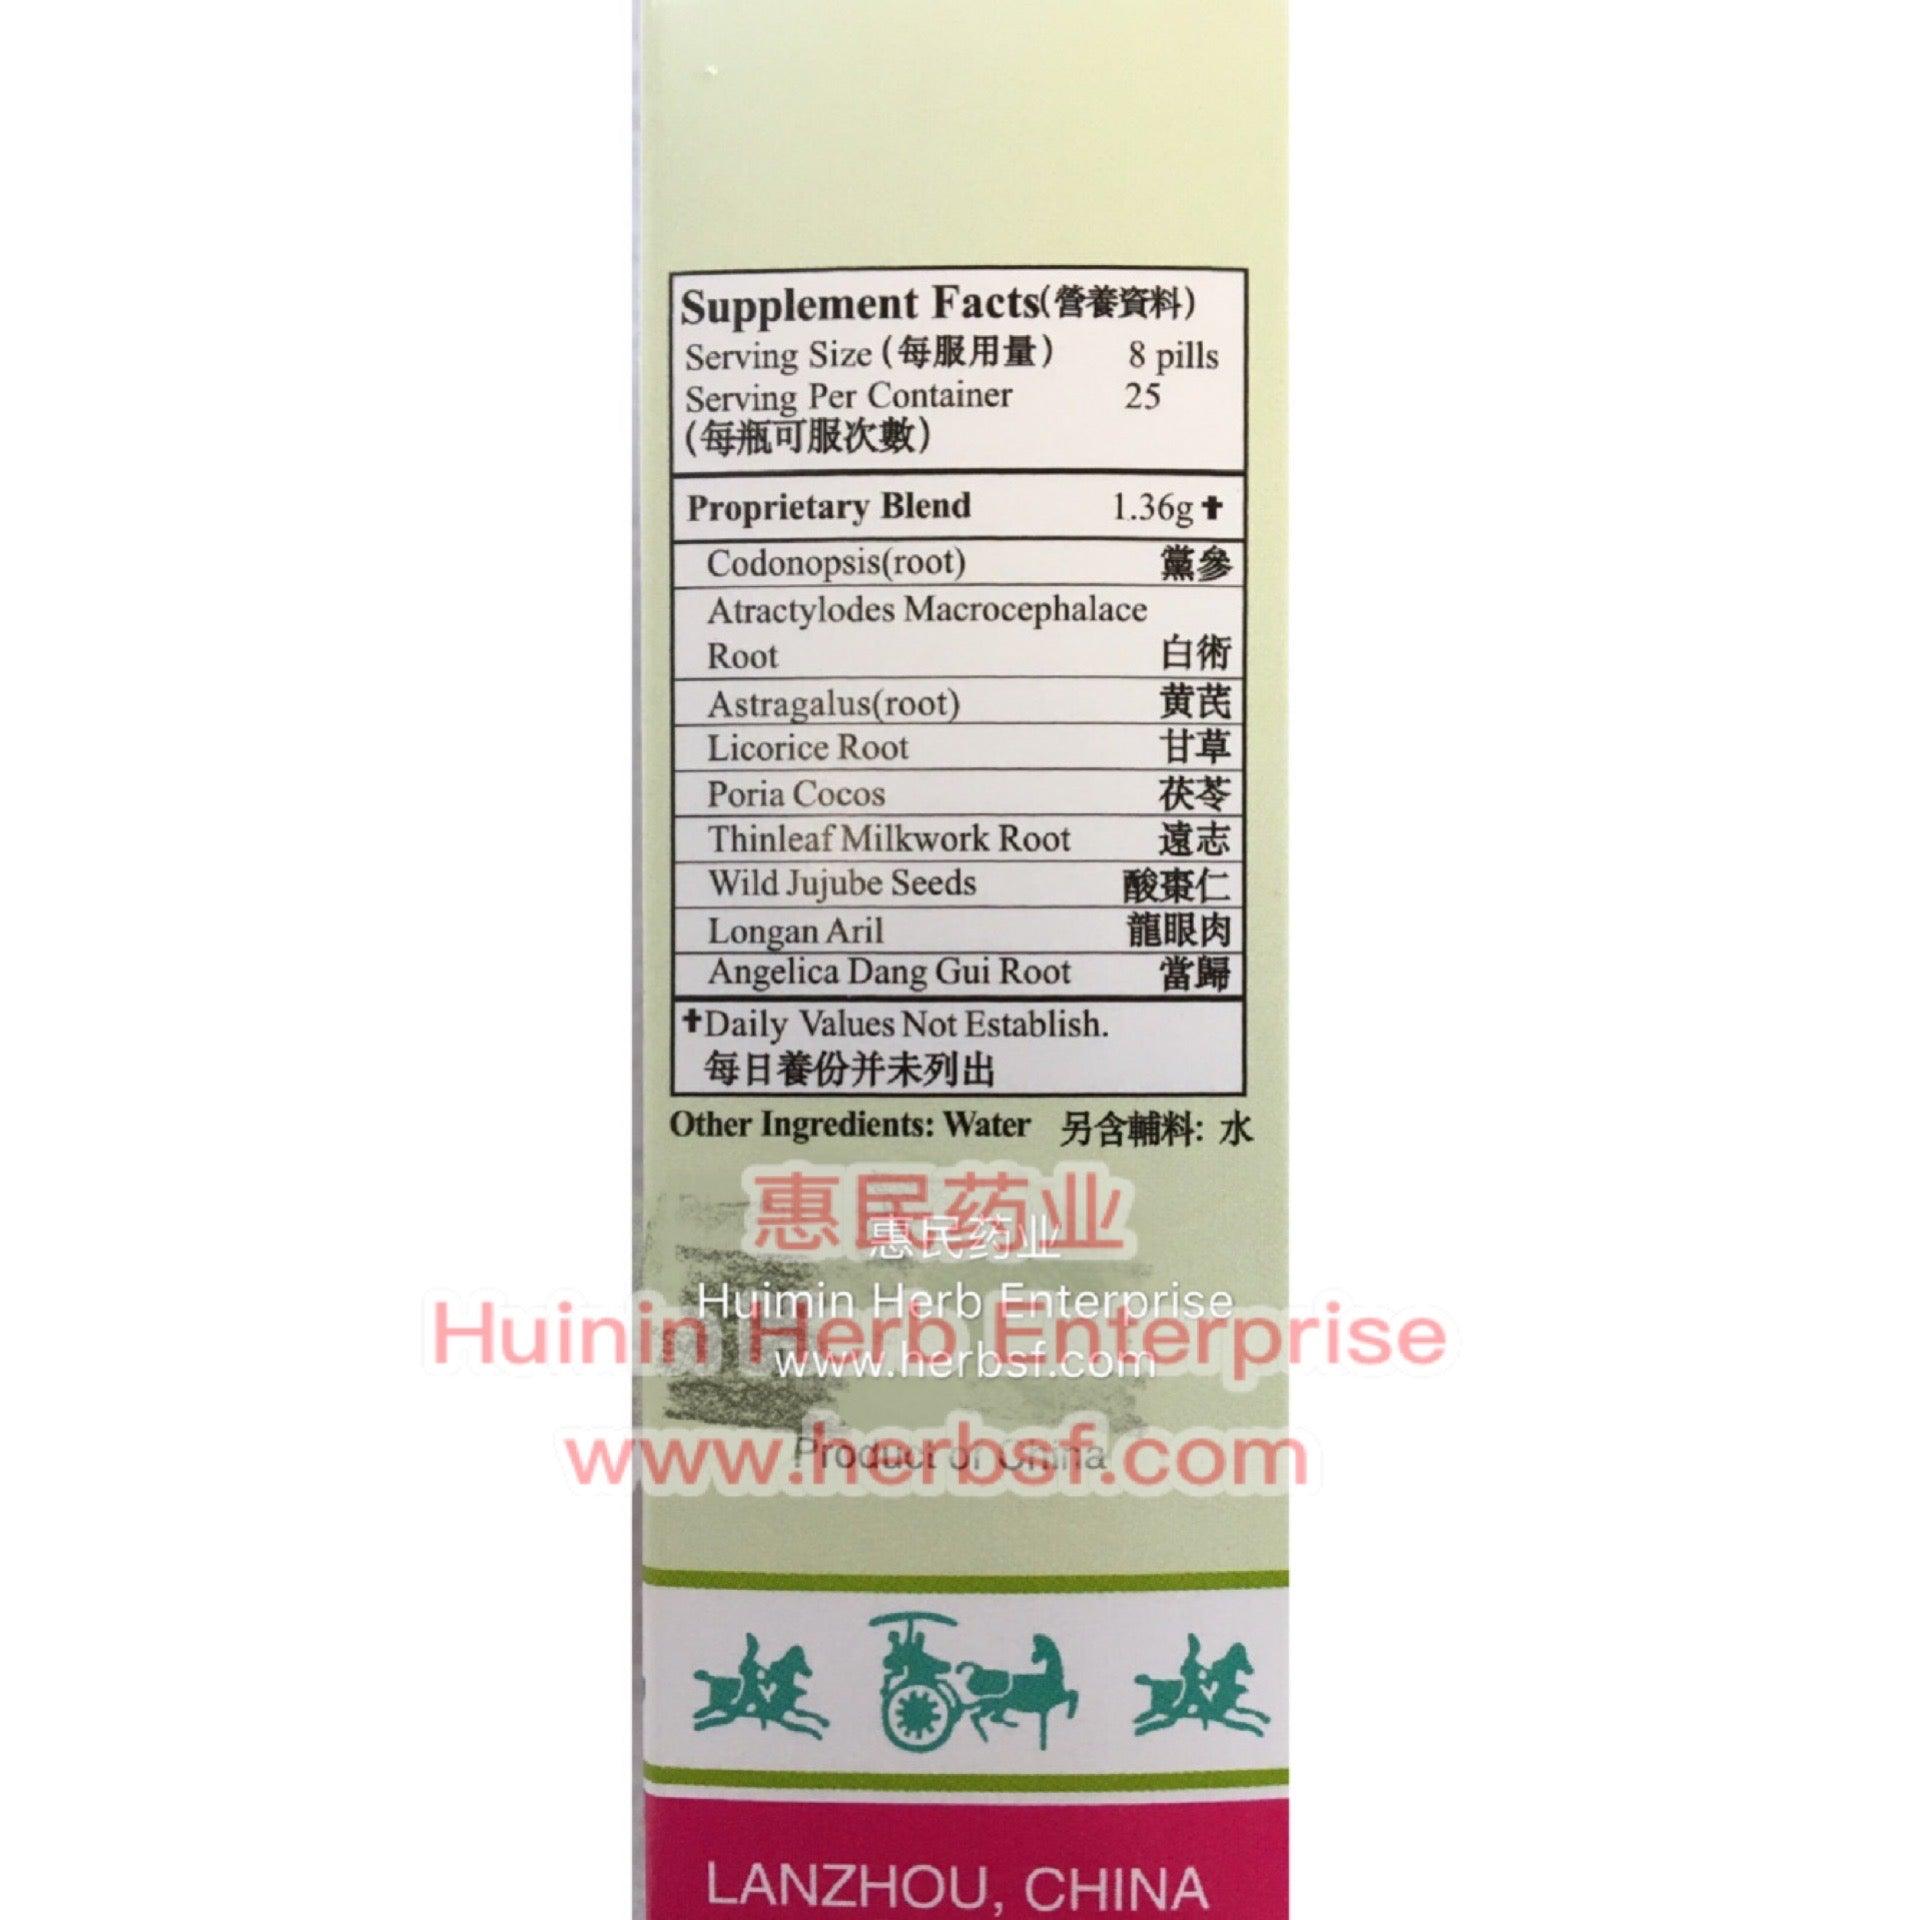 Supplement Facts(營養資料)
Serving Size (每服用量) 8 pills
Serving Per Container 25
(每瓶可服次數)
Proprietary Blend 1.36g✝
Codonopsis(root) 黨參
Atractylodes Macrocephalace
Root 白術
Astragalus(root) 黄芪
Licorice Root 甘草
Poria Cocos 茯苓
Thinleaf Milkwork Root 遠志
Wild Jujube Seeds 酸棗仁
Longan Aril 龍眼肉
Angelica Dang Gui Root 當歸
✝Daily Values Not Establish.
每日養份并未列出
Other Ingredients: Water 另含輔料: 水
惠民药业
惠民药业
Huimin Herb Enterprise
Huinin Herb Enterprise
www.herbsf.com
www.herbsf.com
Product of China
LANZHOU, CHINA